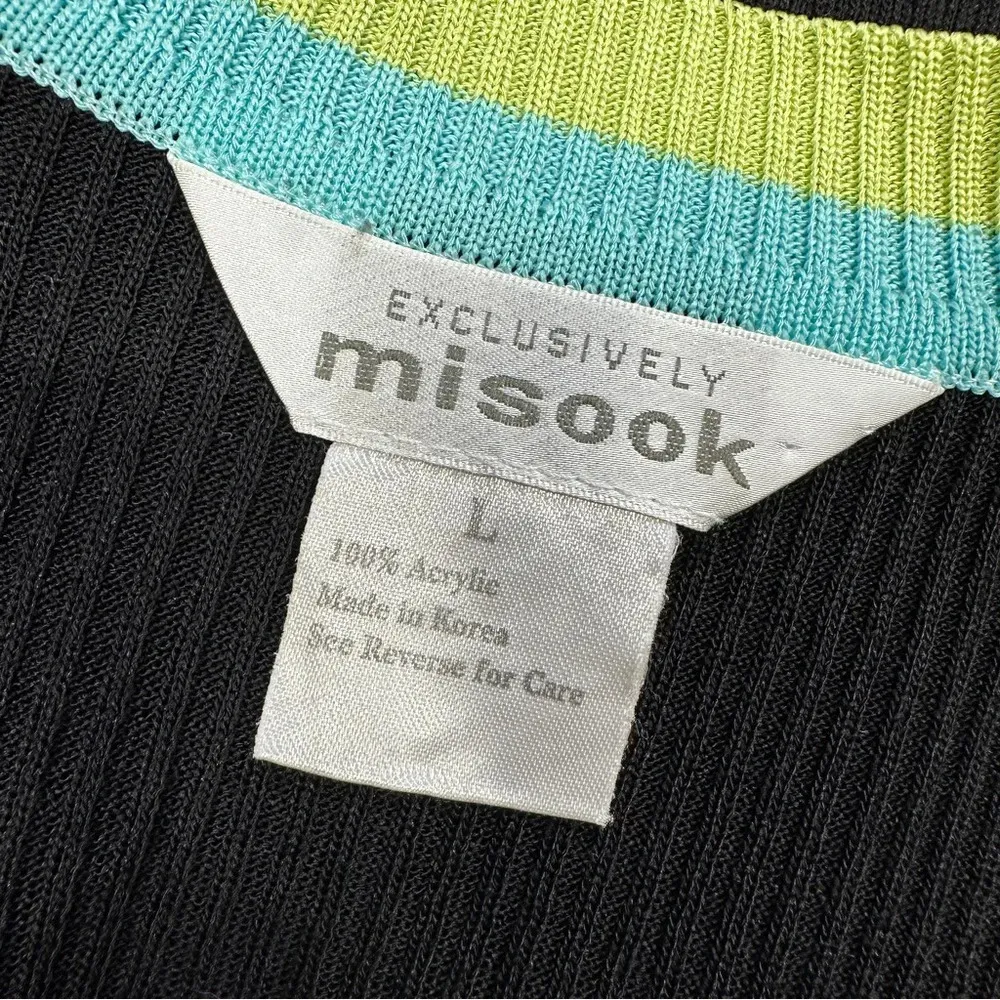 EXCLUSIVELY
misook
L
100% Acrylic
Made in Korea
See Reverse for Care